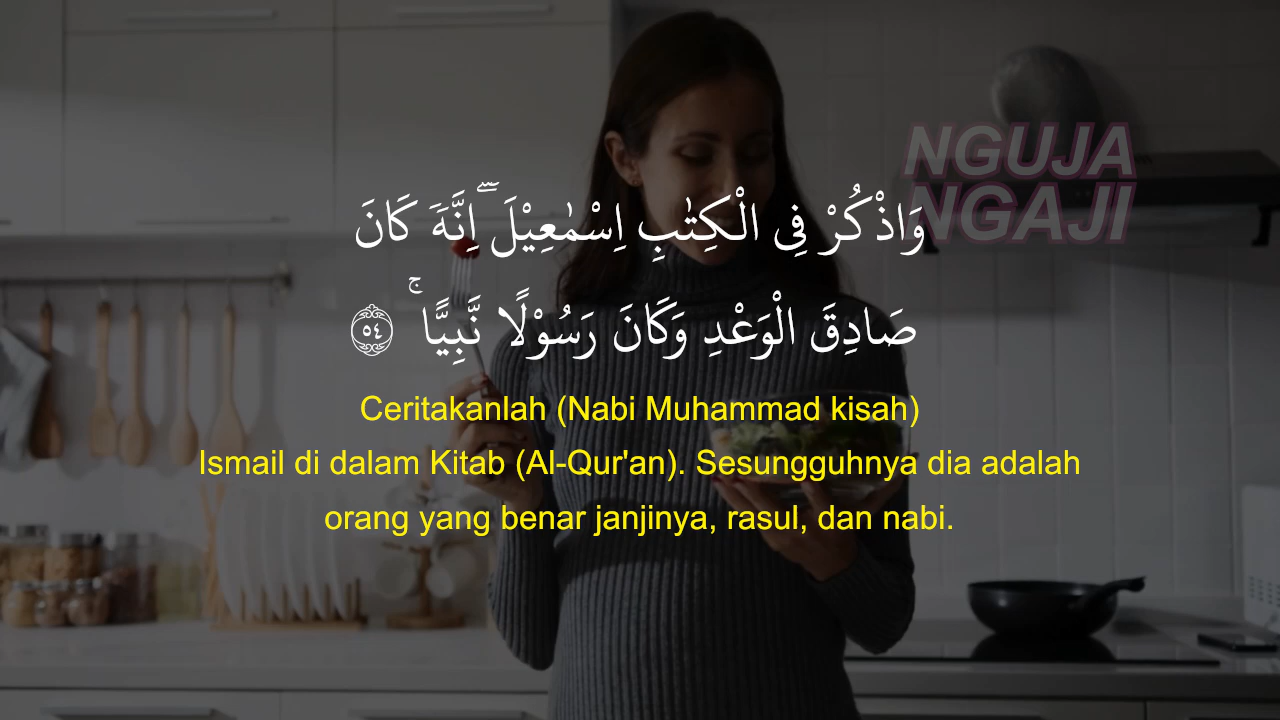 NGUJA
NGAJI
وَاذْكُرْ فِى الْكِتٰبِ اِسْمٰعِيْلَ ۖاِنَّهٗ كَانَ
صَادِقَ الْوَعْدِ وَكَانَ رَسُوْلًا نَّبِيًّا ۚ ٥٤
Ceritakanlah (Nabi Muhammad kisah)
Ismail di dalam Kitab (Al-Qur'an). Sesungguhnya dia adalah
orang yang benar janjinya, rasul, dan nabi.